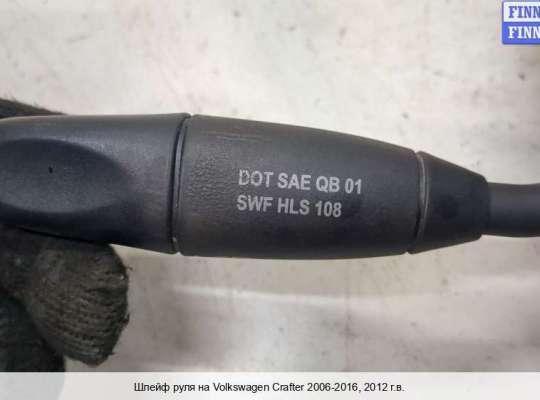 FINN
FINN
DOT SAE QB 01
SWF HLS 108
Шлейф руля на Volkswagen Crafter 2006-2016, 2012 г.в.